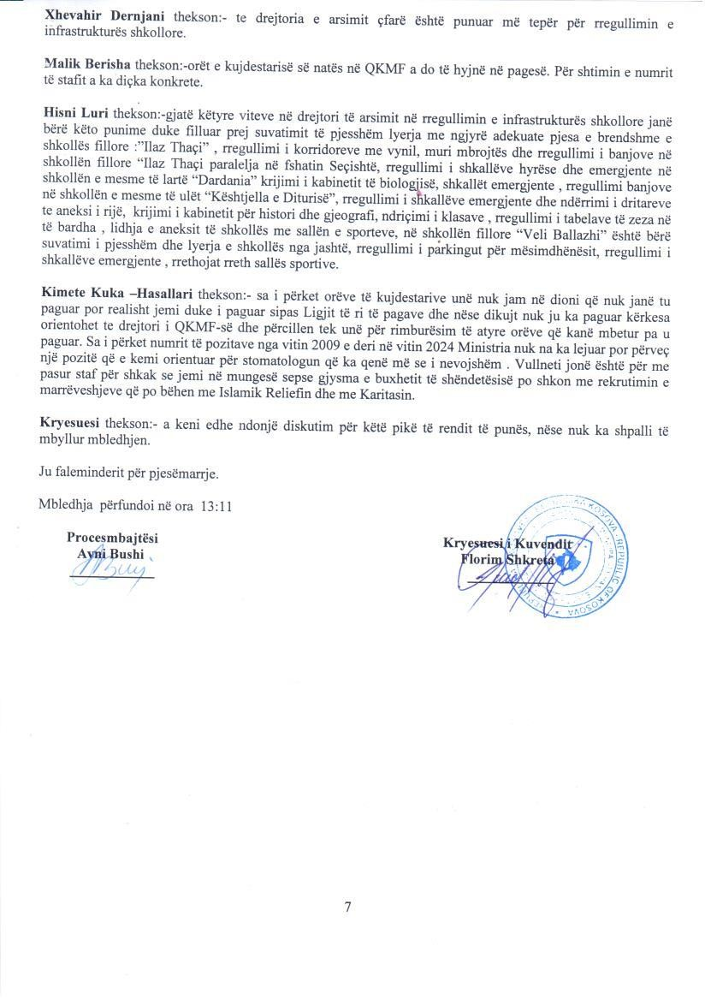 Xhevahir Dernjani thekson:- te drejtoria e arsimit çfarë është punuar më tepër për rregullimin e
infrastrukturës shkollore.
Malik Berisha thekson:-orët e kujdestarisë së natës në QKMF a do të hyjnë në pagesë. Për shtimin e numrit
të stafit a ka diçka konkrete.
Hisni Luri thekson:-gjatë këtyre viteve në drejtori të arsimit në rregullimin e infrastrukturës shkollore janë
bërë këto punime duke filluar prej suvatimit të pjesshëm lyerja me ngjyrë adekuate pjesa e brendshme e
shkollës fillore :”Ilaz Thaçi” , rregullimi i korridoreve me vynil, muri mbrojtës dhe rregullimi i banjove në
shkollën fillore “Ilaz Thaçi paralelja në fshatin Seçishtë, rregullimi i shkallëve hyrëse dhe emergjente në
shkollën e mesme të lartë “Dardania” krijimi i kabinetit të biologjisë, shkallët emergjente , rregullimi banjove
në shkollën e mesme të ulët “Kështjella e Diturisë”, rregullimi i shkallëve emergjente dhe ndërrimi i dritareve
te aneksi i rijë, krijimi i kabinetit për histori dhe gjeografi, ndriçimi i klasave , rregullimi i tabelave të zeza në
të bardha , lidhja e aneksit të shkollës me sallën e sporteve, në shkollën fillore “Veli Ballazhi” është bërë
suvatimi i pjesshëm dhe lyerja e shkollës nga jashtë, rregullimi i parkingut për mësimdhënësit, rregullimi i
shkallëve emergjente , rrethojat rreth sallës sportive.
Kimete Kuka –Hasallari thekson:- sa i përket orëve të kujdestarive unë nuk jam në dioni që nuk janë tu
paguar por realisht jemi duke i paguar sipas Ligjit të ri të pagave dhe nëse dikujt nuk ju ka paguar kërkesa
orientohet te drejtori i QKMF-së dhe përcillen tek unë për rimburësim të atyre orëve që kanë mbetur pa u
paguar. Sa i përket numrit të pozitave nga vitin 2009 e deri në vitin 2024 Ministria nuk na ka lejuar por përveç
një pozitë që e kemi orientuar për stomatologun që ka qenë më se i nevojshëm . Vullneti jonë është për me
pasur staf për shkak se jemi në mungesë sepse gjysma e buxhetit të shëndetësisë po shkon me rekrutimin e
marrëveshjeve që po bëhen me Islamik Reliefin dhe me Karitasin.
Kryesuesi thekson:- a keni edhe ndonjë diskutim për këtë pikë të rendit të punës, nëse nuk ka shpalli të
mbyllur mbledhjen.
Ju faleminderit për pjesëmarrje.
Mbledhja përfundoi në ora 13:11
Procesmbajtësi
Avni Bushi
Kryesuesi i Kuvendit
Florim Shkreta
KOSOVA - REPUBLIC OF KOSOVA
7